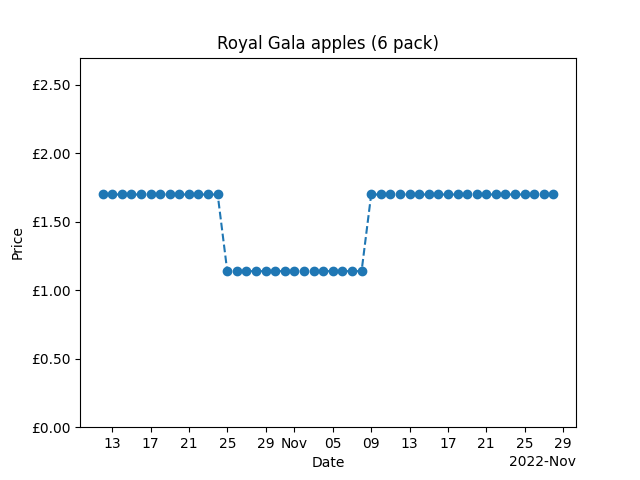 Royal Gala apples (6 pack)
£2.50
£2.00
£1.50
£1.00
£0.50
£0.00
Price
13 17 21 25 29 Nov 05 09 13 17 21 25 29
Date
2022-Nov